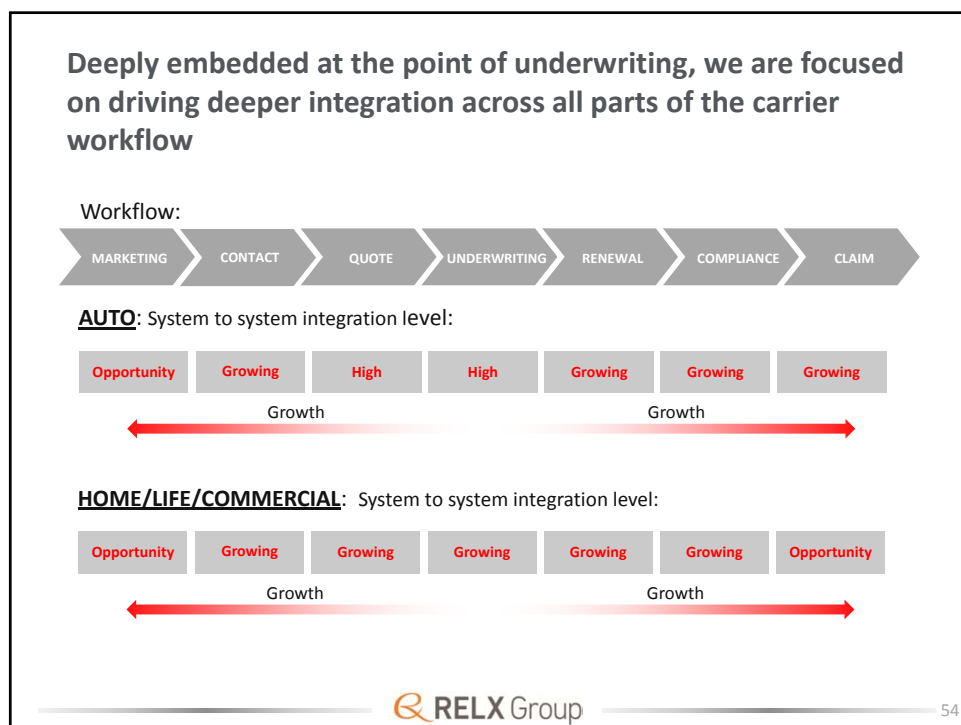 Deeply embedded at the point of underwriting, we are focused
on driving deeper integration across all parts of the carrier
workflow
Workflow:
MARKETING CONTACT QUOTE UNDERWRITING RENEWAL COMPLIANCE CLAIM
AUTO: System to system integration level:
Opportunity Growing High High Growing Growing Growing
Growth Growth
HOME/LIFE/COMMERCIAL: System to system integration level:
Opportunity Growing Growing Growing Growing Growing Opportunity
Growth Growth
RELX Group
54